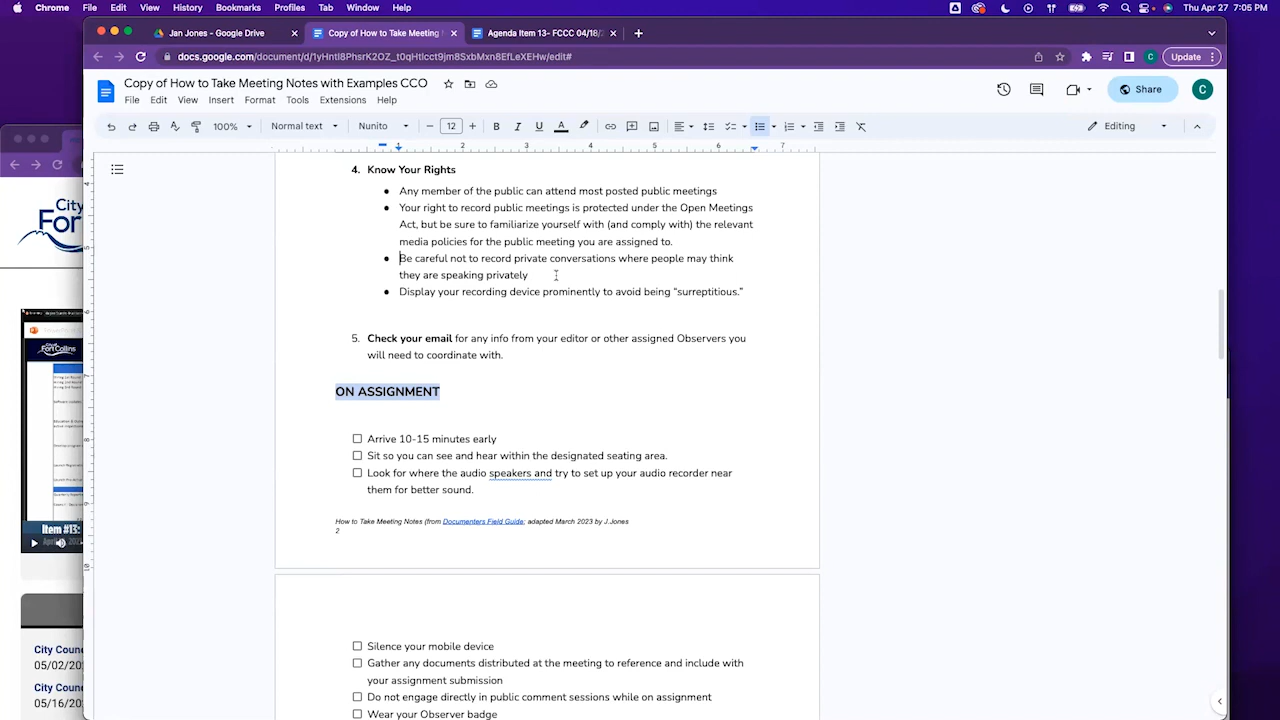 Chrome File Edit View History Bookmarks Profiles Tab Window Help
Thu Apr 27 7:05 PM
Jan Jones - Google Drive
Copy of How to Take Meeting
Agenda Item 13- FCCC 04/18/
docs.google.com/document/d/1yHntl8PhsrK2OZ_t0qHtlcct9jm8SxbMxn8EfLeXEHw/edit#
Update
Copy of How to Take Meeting Notes with Examples CCO
File Edit View Insert Format Tools Extensions Help
Share
C
100% Normal text Nunito 12 Editing
4. Know Your Rights
● Any member of the public can attend most posted public meetings
● Your right to record public meetings is protected under the Open Meetings
Act, but be sure to familiarize yourself with (and comply with) the relevant
media policies for the public meeting you are assigned to.
● Be careful not to record private conversations where people may think
they are speaking privately
● Display your recording device prominently to avoid being “surreptitious.”
5. Check your email for any info from your editor or other assigned Observers you
will need to coordinate with.
ON ASSIGNMENT
Arrive 10-15 minutes early
Sit so you can see and hear within the designated seating area.
Look for where the audio speakers and try to set up your audio recorder near
them for better sound.
How to Take Meeting Notes (from Documenters Field Guide; adapted March 2023 by J.Jones
2
Silence your mobile device
Gather any documents distributed at the meeting to reference and include with
your assignment submission
Do not engage directly in public comment sessions while on assignment
Wear your Observer badge
City
For
City of
Fort Collins
Item #13:
City Counc
05/02/202
City Counc
05/16/202